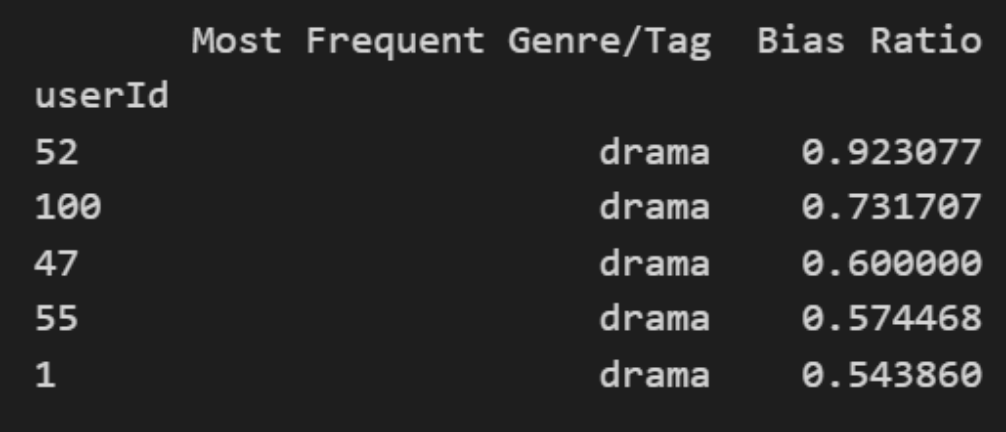 Most Frequent Genre/Tag  Bias Ratio
userId
52 drama 0.923077
100 drama 0.731707
47 drama 0.600000
55 drama 0.574468
1 drama 0.543860